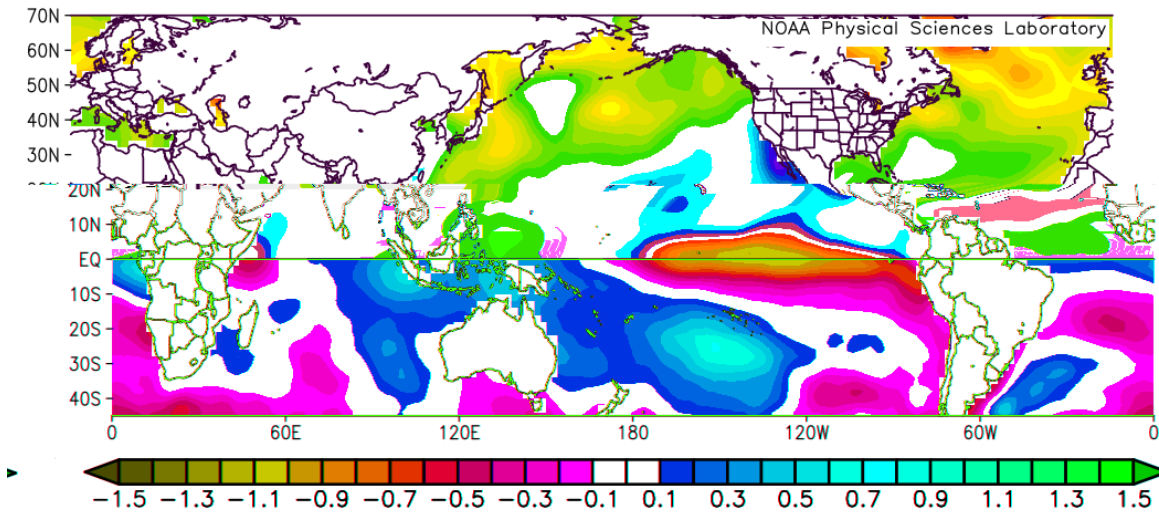 70N
NOAA Physical Sciences Laboratory
60N
50N
40N
30N
20N
10N
EQ
10S
20S
30S
40S
0 60E 120E 180 120W 60W 0
−1.5 −1.3 −1.1 −0.9 −0.7 −0.5 −0.3 −0.1 0.1 0.3 0.5 0.7 0.9 1.1 1.3 1.5